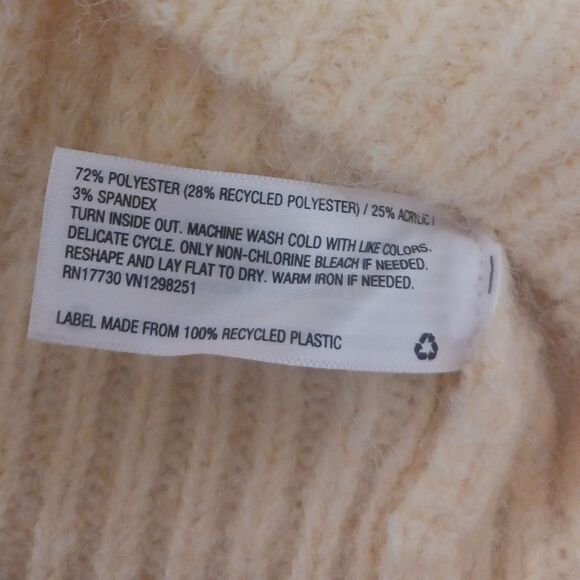 72% POLYESTER (28% RECYCLED POLYESTER) / 25% ACRYLIC /
3% SPANDEX
TURN INSIDE OUT. MACHINE WASH COLD WITH LIKE COLORS.
DELICATE CYCLE. ONLY NON-CHLORINE BLEACH IF NEEDED.
RESHAPE AND LAY FLAT TO DRY. WARM IRON IF NEEDED.
RN17730 VN1298251
LABEL MADE FROM 100% RECYCLED PLASTIC